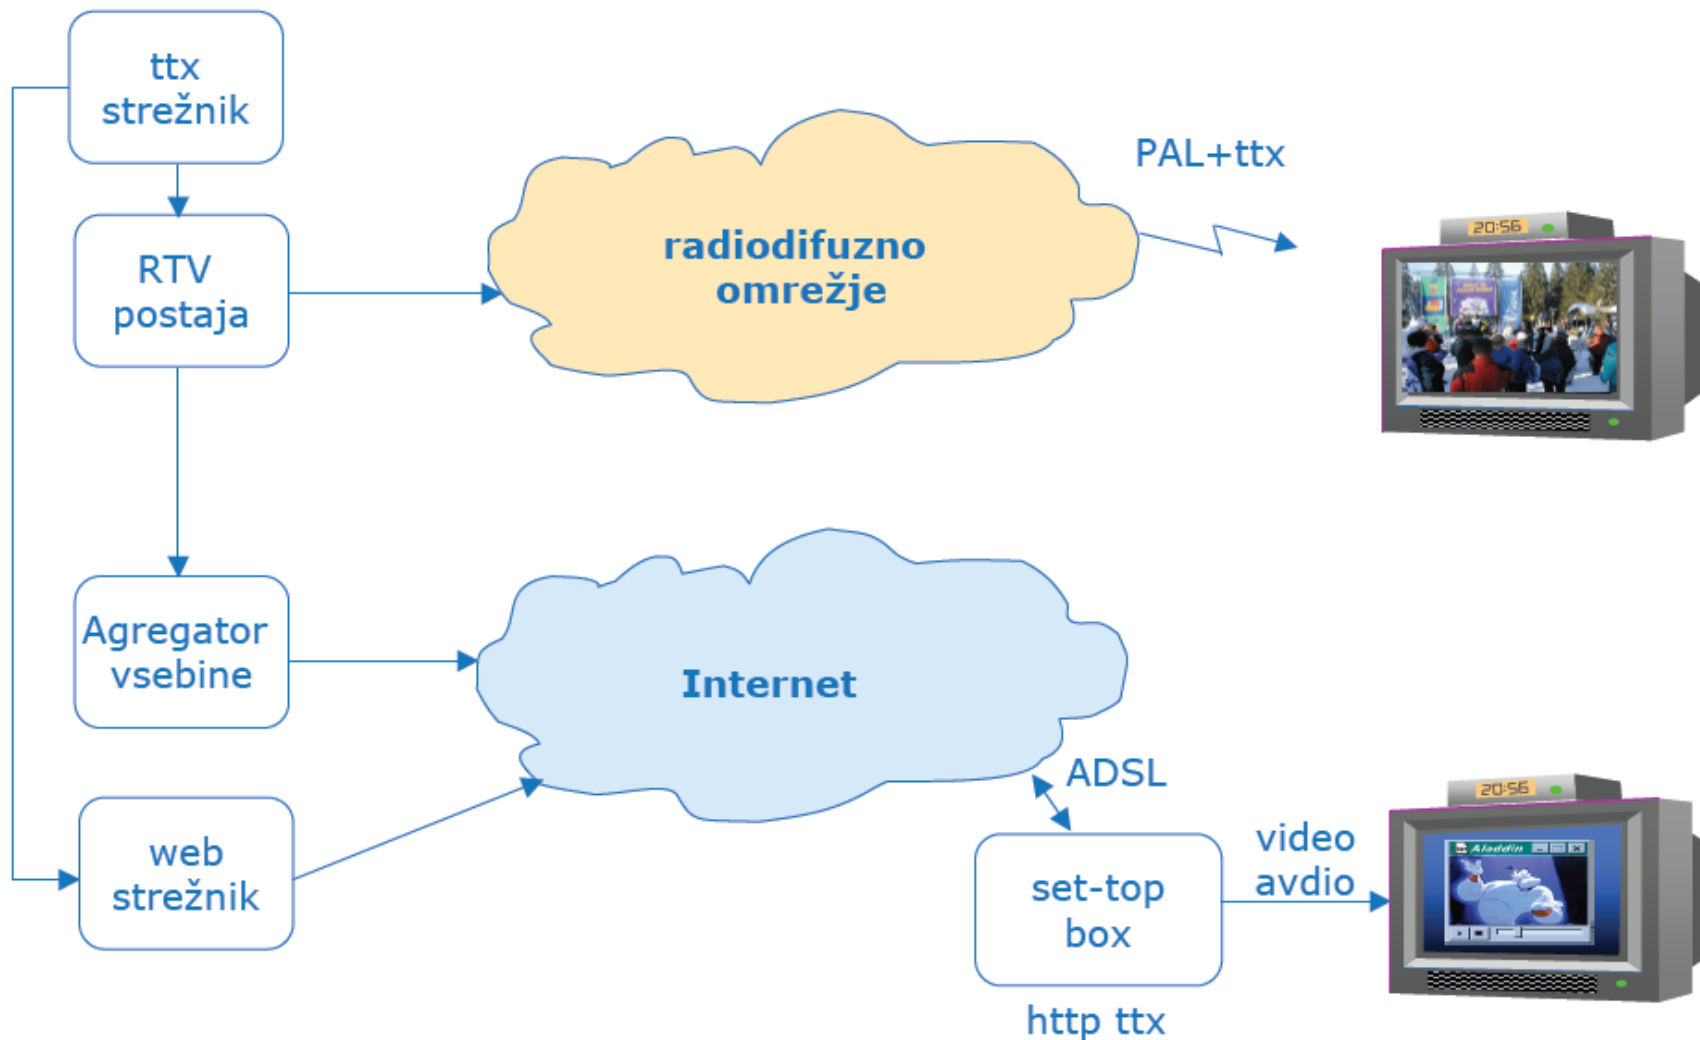 ttx
strežnik
RTV
postaja
radiodifuzno
omrežje
PAL+ttx
20:56
Agregator
vsebine
Internet
ADSL
web
strežnik
set-top
box
http ttx
video
avdio
20:56
Aladdin